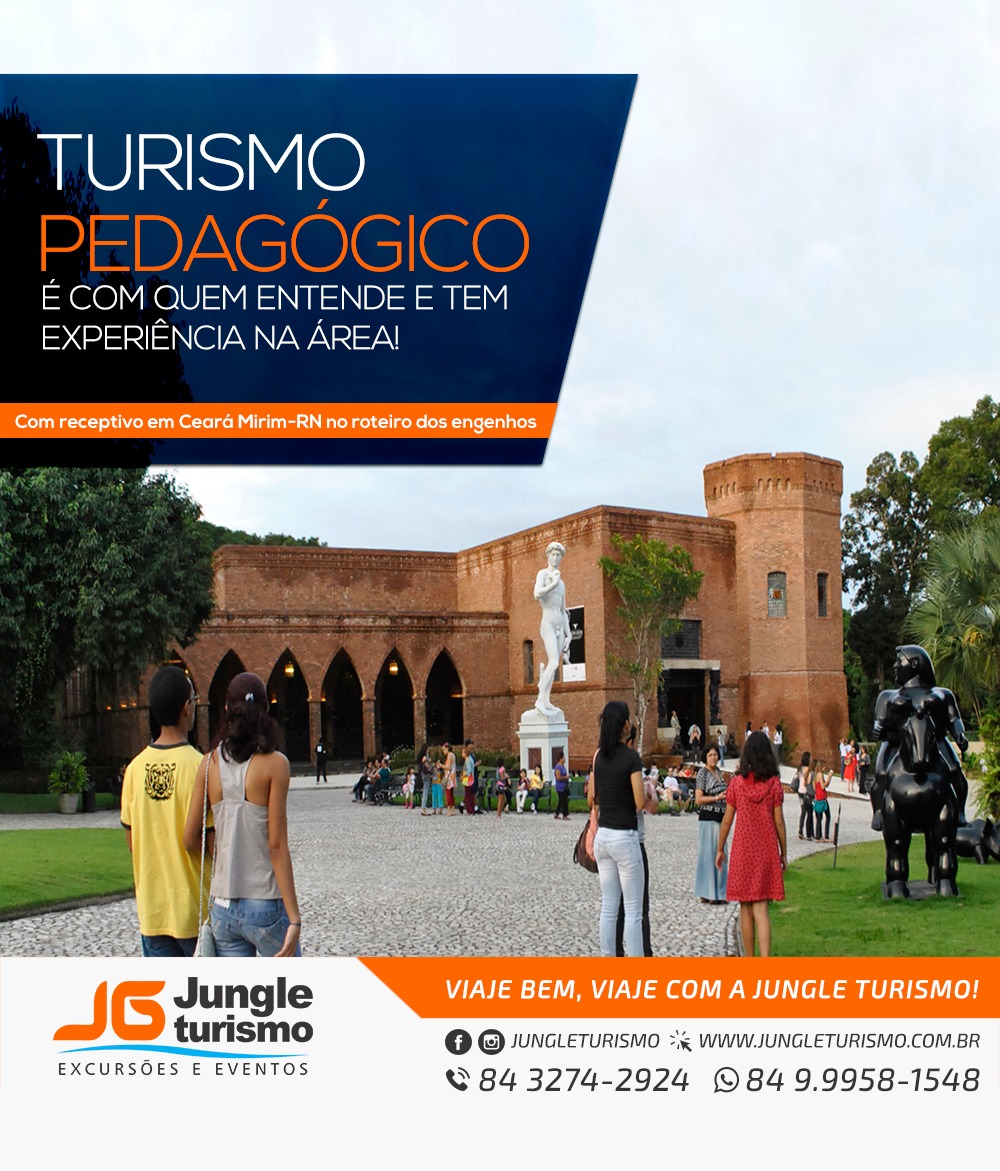 TURISMO
PEDAGÓGICO
É COM QUEM ENTENDE E TEM
EXPERIÊNCIA NA ÁREA!
Com receptivo em Ceará Mirim-RN no roteiro dos engenhos
JG Jungle
turismo
EXCURSÕES E EVENTOS
VIAJE BEM, VIAJE COM A JUNGLE TURISMO!
JUNGLETURISMO WWW.JUNGLETURISMO.COM.BR
84 3274-2924 84 9.9958-1548